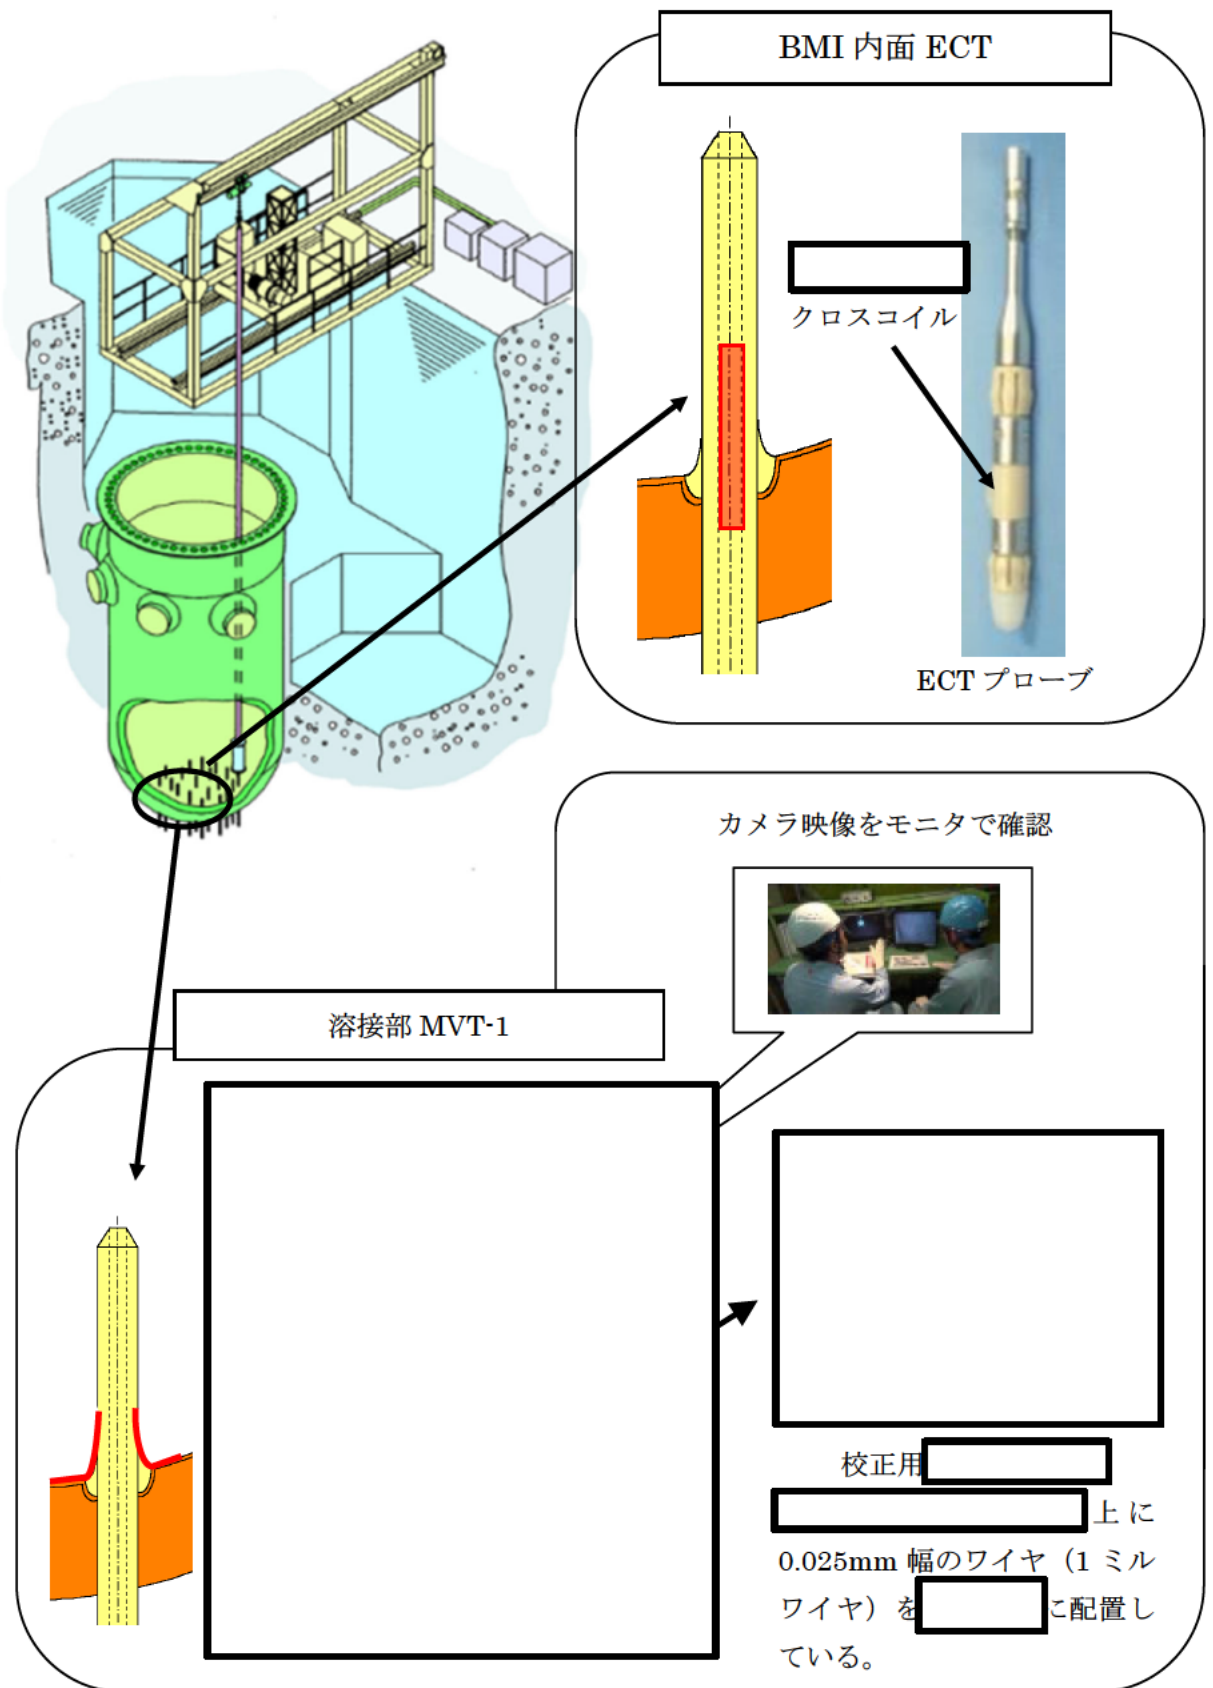 BMI 内面 ECT
クロスコイル
ECT プローブ
カメラ映像をモニタで確認
溶接部 MVT-1
校正用
上に
0.025mm 幅のワイヤ（1 ミル
ワイヤ）を に配置し
ている。